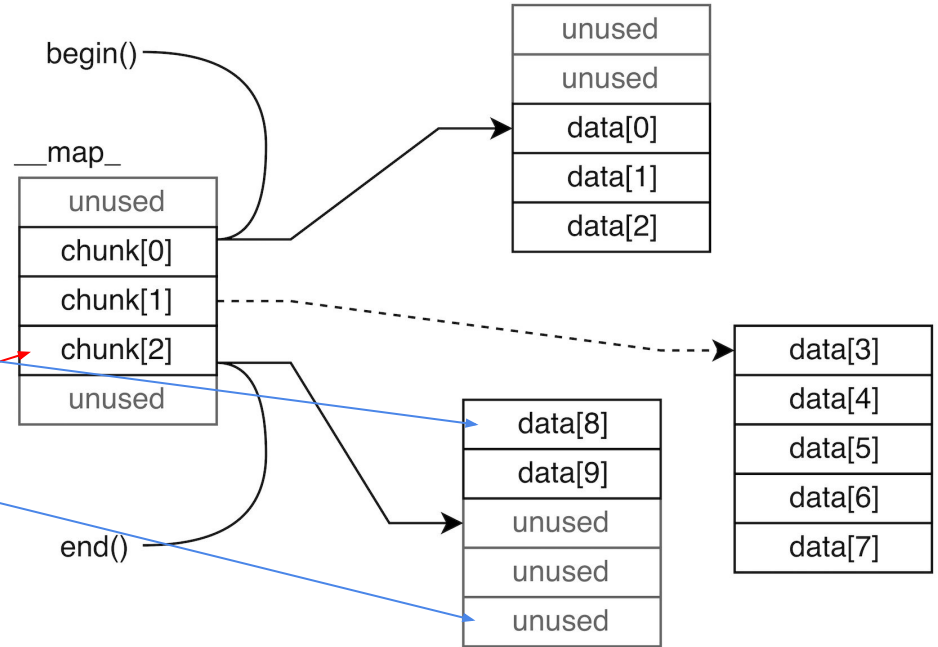 begin()
__map_
unused
chunk[0]
chunk[1]
chunk[2]
unused
end()
unused
unused
data[0]
data[1]
data[2]
data[8]
data[9]
unused
unused
unused
data[3]
data[4]
data[5]
data[6]
data[7]